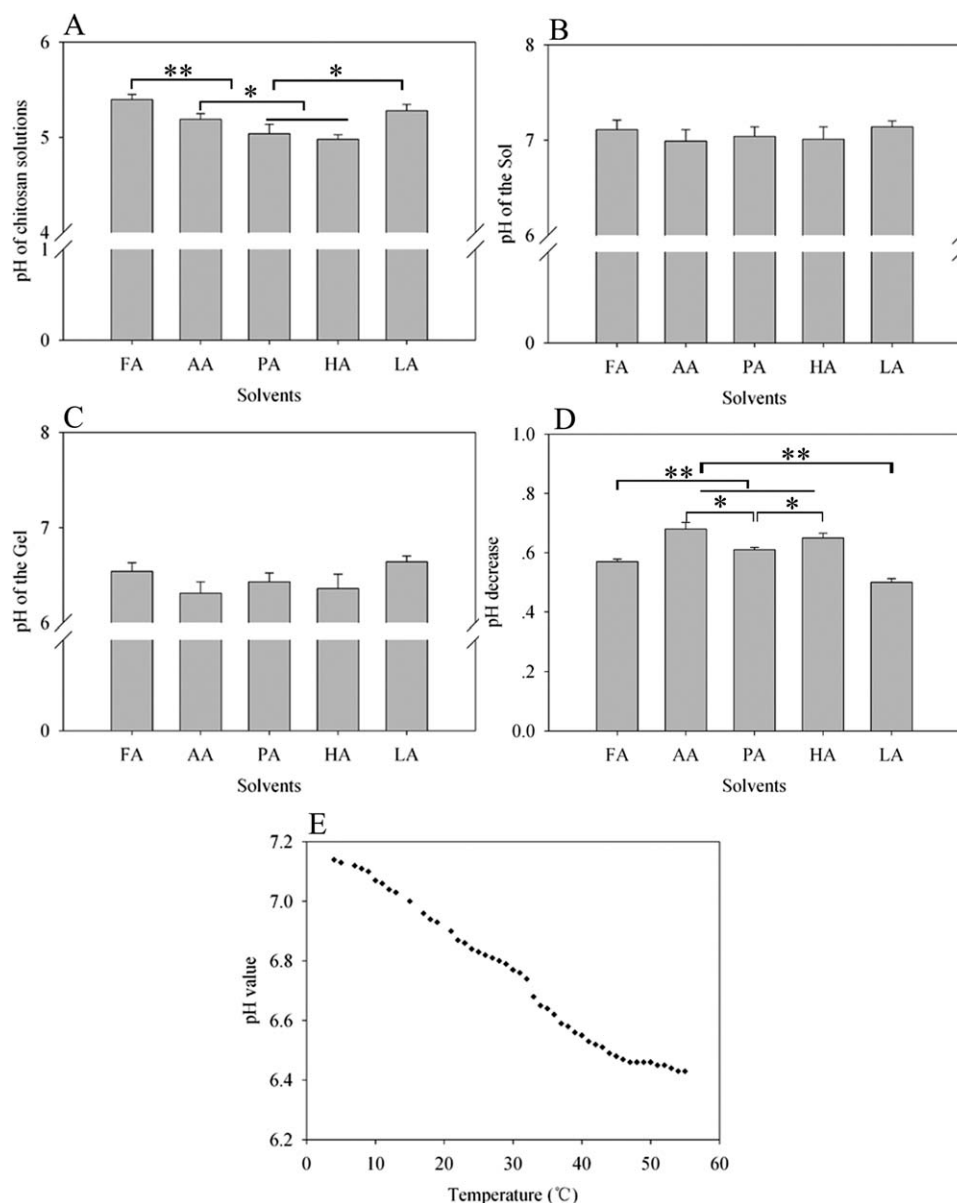 A
6
5
4
1
0
pH of chitosan solutions
** * *
FA AA PA HA LA
Solvents
B
8
7
6
0
pH of the Sol
FA AA PA HA LA
Solvents
C
8
7
6
0
pH of the Gel
FA AA PA HA LA
Solvents
D
1.0
.8
.6
.4
.2
0.0
pH decrease
** ** * *
FA AA PA HA LA
Solvents
E
7.2
7.0
6.8
6.6
6.4
6.2
pH value
0 10 20 30 40 50 60
Temperature (℃)